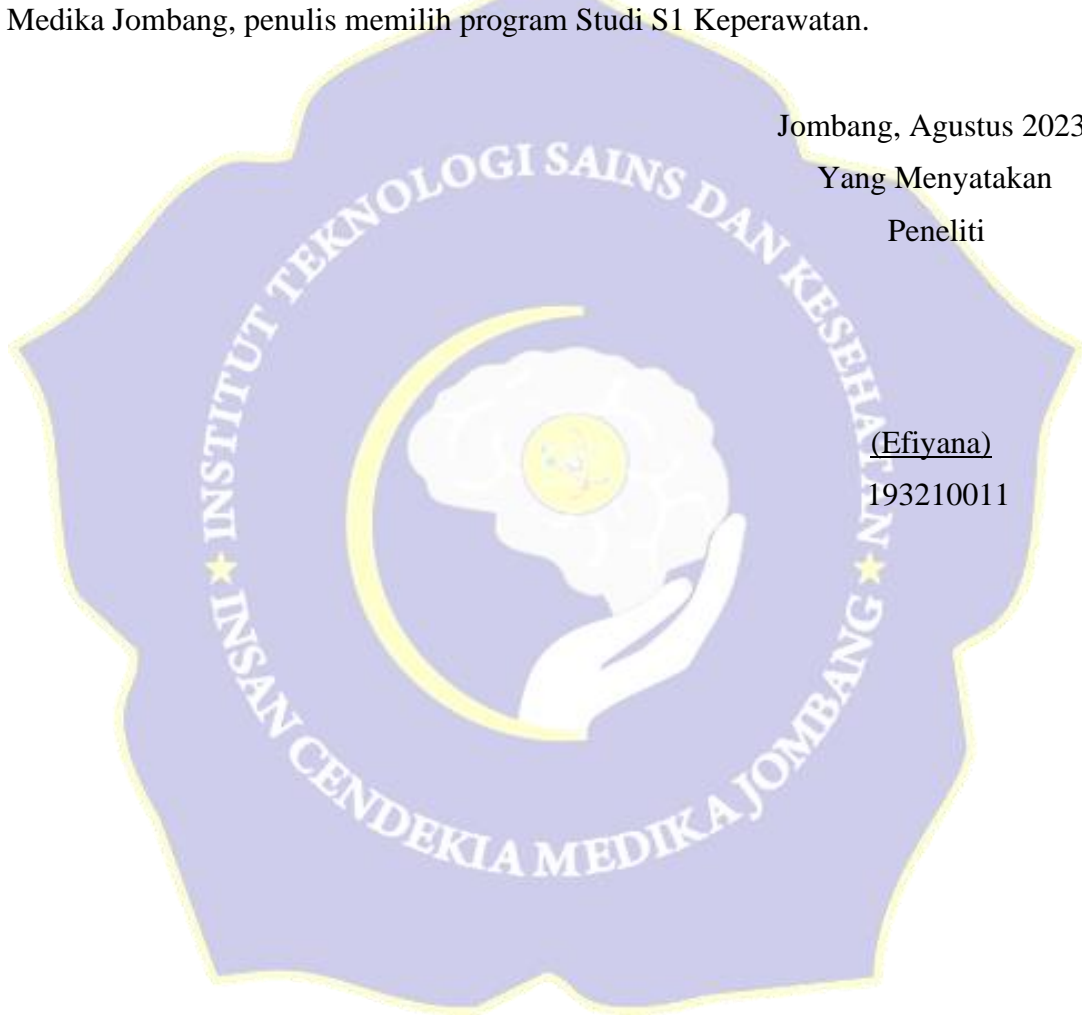 Medika Jombang, penulis memilih program Studi S1 Keperawatan.
Jombang, Agustus 2023
Yang Menyatakan
Peneliti
(Efiyana)
193210011
INSTITUT TEKNOLOGI SAINS DAN KESEHATAN
INSAN CENDEKIA MEDIKA JOMBANG